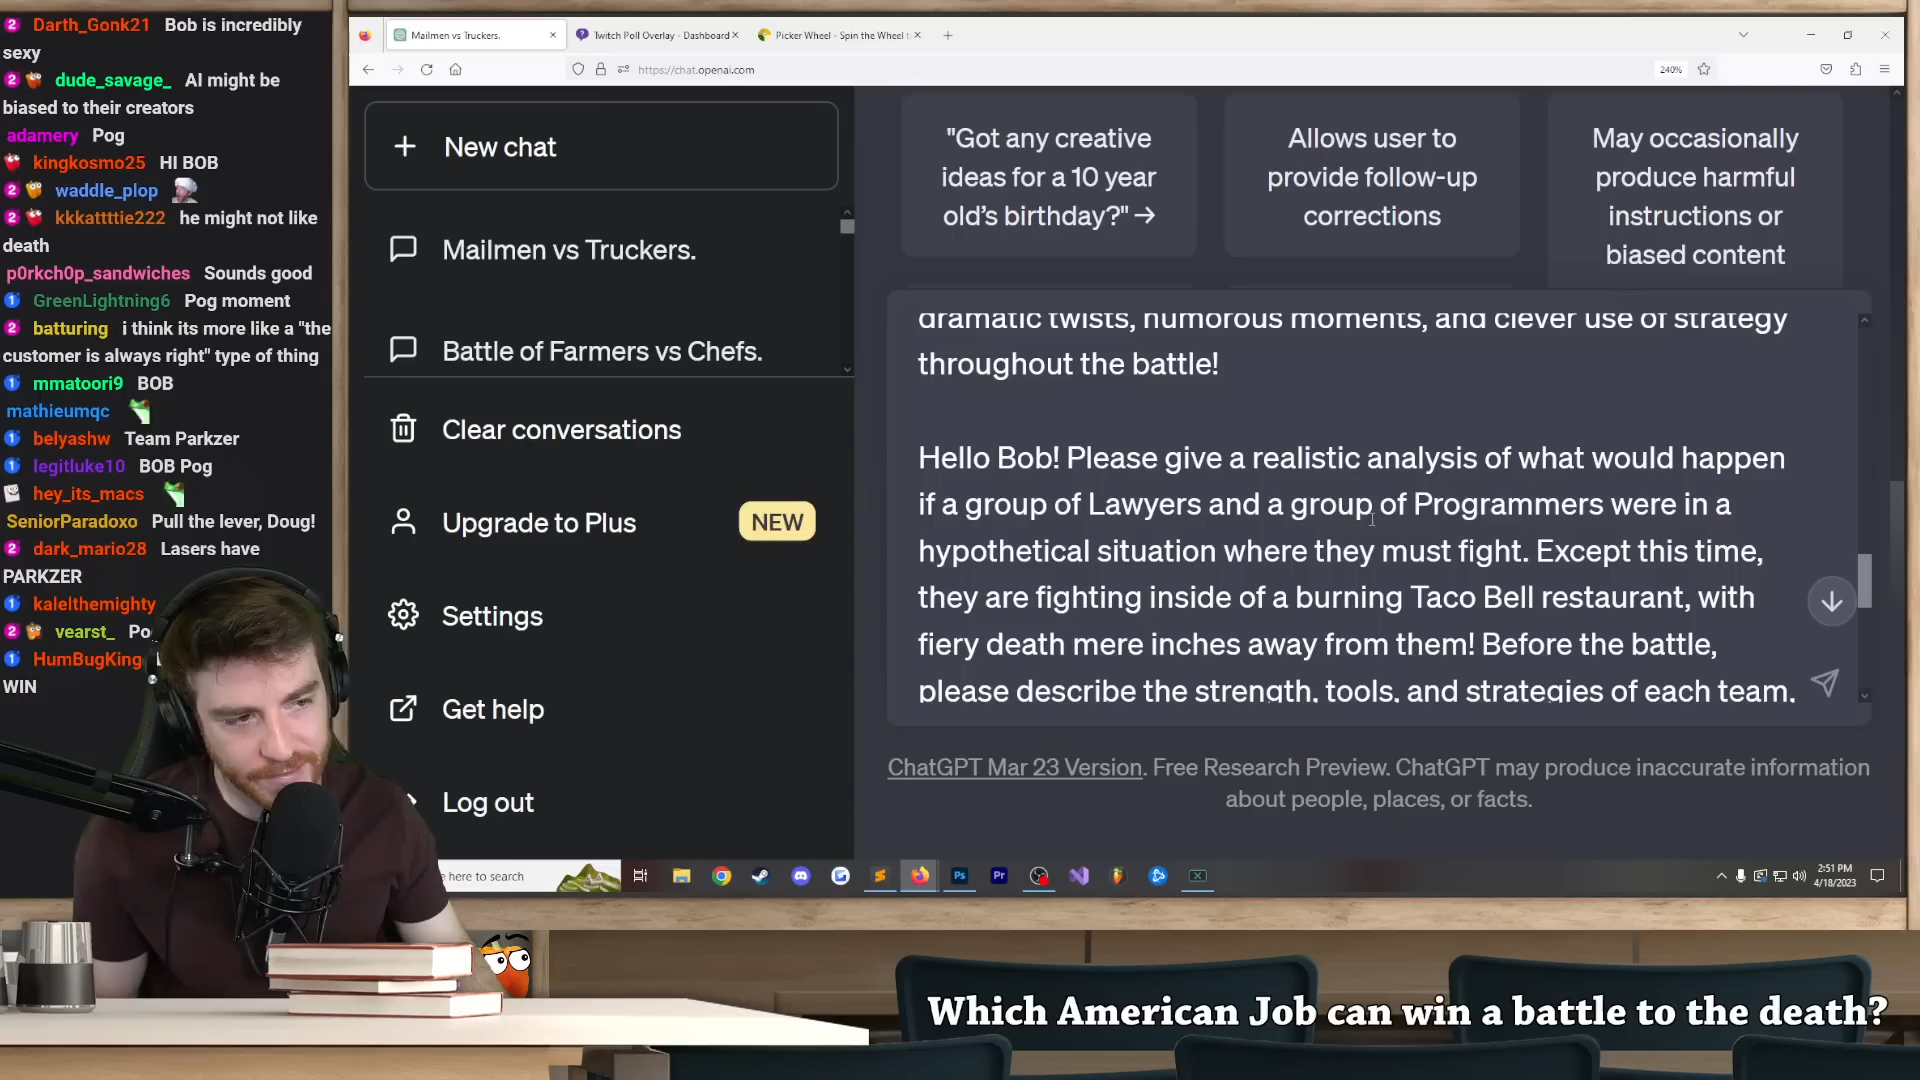 Darth_Gonk21 Bob is incredibly
sexy
dude_savage_ AI might be
biased to their creators
adamery Pog
kingkosmo25 HI BOB
waddle_plop
kkkattttie222 he might not like
death
p0rkch0p_sandwiches Sounds good
GreenLightning6 Pog moment
batturing i think its more like a "the
customer is always right" type of thing
mmatoori9 BOB
mathieumqc
belyashw Team Parkzer
legitluke10 BOB Pog
hey_its_macs
SeniorParadoxo Pull the lever, Doug!
dark_mario28 Lasers have
PARKZER
kalelthemighty
vearst_
HumBugKing
WIN
Mailmen vs Truckers.
Twitch Poll Overlay - Dashboard
Picker Wheel - Spin the Wheel
https://chat.openai.com
240%
New chat
Mailmen vs Truckers.
Battle of Farmers vs Chefs.
Clear conversations
Upgrade to Plus NEW
Settings
Get help
Log out
"Got any creative
ideas for a 10 year
old's birthday?" →
Allows user to
provide follow-up
corrections
May occasionally
produce harmful
instructions or
biased content
dramatic twists, humorous moments, and clever use of strategy
throughout the battle!
Hello Bob! Please give a realistic analysis of what would happen
if a group of Lawyers and a group of Programmers were in a
hypothetical situation where they must fight. Except this time,
they are fighting inside of a burning Taco Bell restaurant, with
fiery death mere inches away from them! Before the battle,
please describe the strength, tools, and strategies of each team,
ChatGPT Mar 23 Version. Free Research Preview. ChatGPT may produce inaccurate information
about people, places, or facts.
e here to search
Ps
Pr
2:51 PM
4/18/2023
Which American Job can win a battle to the death?